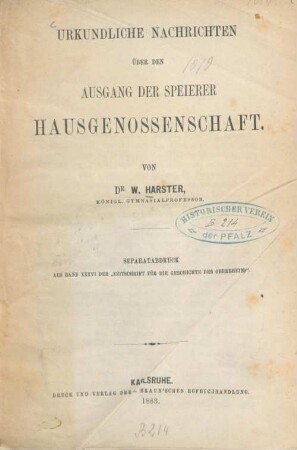 URKUNDLICHE NACHRICHTEN
ÜBER DEN
AUSGANG DER SPEIERER
HAUSGENOSSENSCHAFT.
VON
DR. W. HARSTER,
KÖNIGL. GYMNASIALPROFESSOR.
HISTORISCHER VEREIN
5214
der PFALZ
SEPARATABDRUCK
AUS BAND XXXVI DER „ZEITSCHRIFT FÜR DIE GESCHICHTE DES OBERRHEINS".
KARLSRUHE.
DRUCK UND VERLAG DER G. BRAUN'SCHEN HOFBUCHHANDLUNG.
1883.